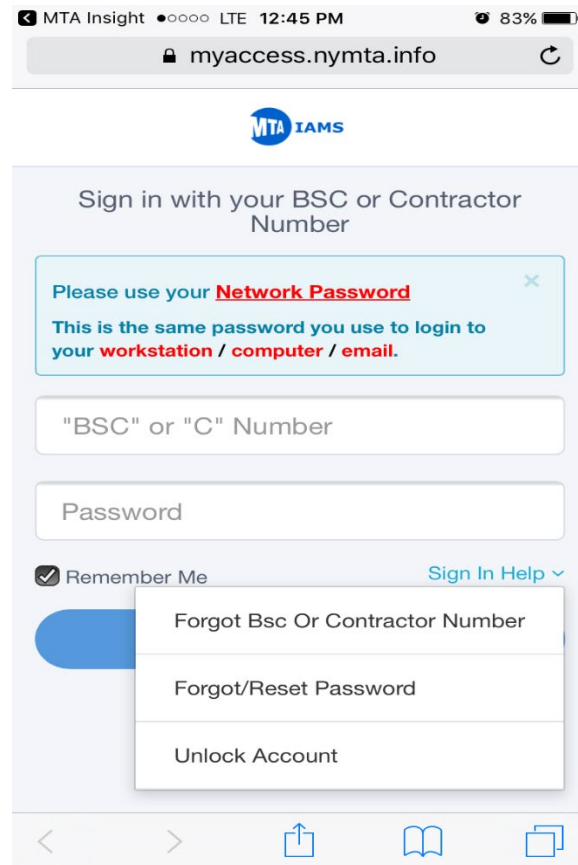 MTA Insight LTE 12:45 PM 83%
myaccess.nymta.info
MTA IAMS
Sign in with your BSC or Contractor
Number
Please use your Network Password
This is the same password you use to login to
your workstation / computer / email.
"BSC" or "C" Number
Password
Remember Me Sign In Help
Forgot Bsc Or Contractor Number
Forgot/Reset Password
Unlock Account